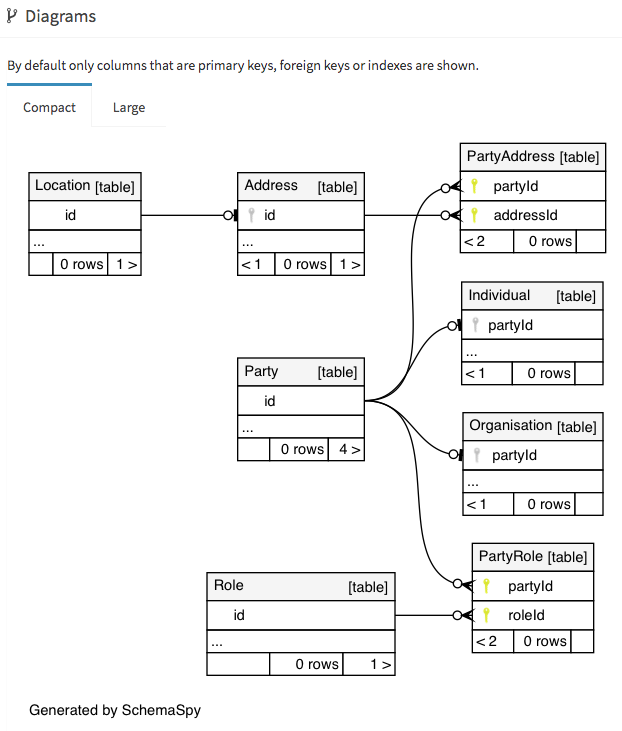 Diagrams
By default only columns that are primary keys, foreign keys or indexes are shown.
Compact Large
Location [table]
id
...
0 rows 1 >
Address [table]
id
...
< 1 0 rows 1 >
PartyAddress [table]
partyId
addressId
< 2 0 rows
Individual [table]
partyId
...
< 1 0 rows
Party [table]
id
...
0 rows 4 >
Organisation [table]
partyId
...
< 1 0 rows
PartyRole [table]
partyId
roleId
< 2 0 rows
Role [table]
id
...
0 rows 1 >
Generated by SchemaSpy